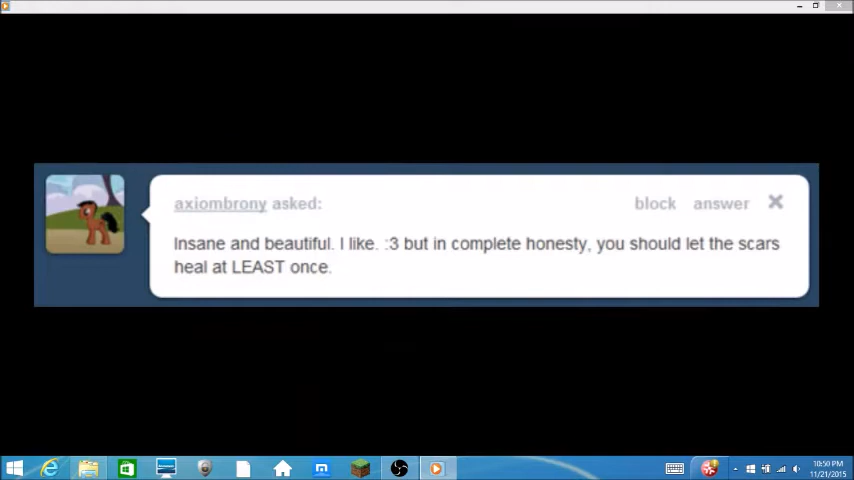 axiombrony asked: block answer
Insane and beautiful. I like. :3 but in complete honesty, you should let the scars
heal at LEAST once.
10:50 PM
11/21/2015